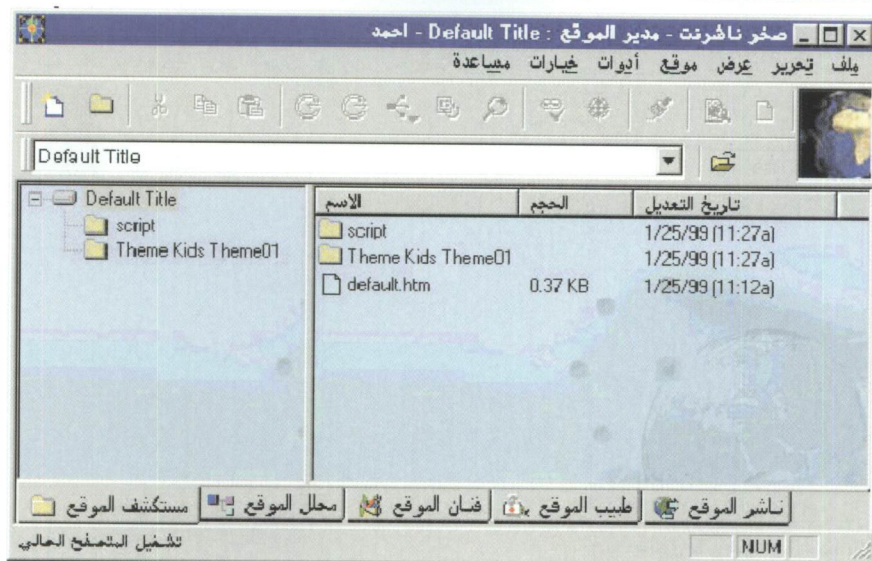 صخر ناشرنت - مدير الموقع : Default Title - احمد
ملف تحرير عرض موقع أدوات خيارات مساعدة
Default Title
Default Title
script
Theme Kids Theme01
الاسم الحجم تاريخ التعديل
script 1/25/99 (11:27a)
Theme Kids Theme01 1/25/99 (11:27a)
default.htm 0.37 KB 1/25/99 (11:12a)
مستكشف الموقع محلل الموقع فنان الموقع طبيب الموقع ناشر الموقع
تشغيل المتصفح الحالي NUM